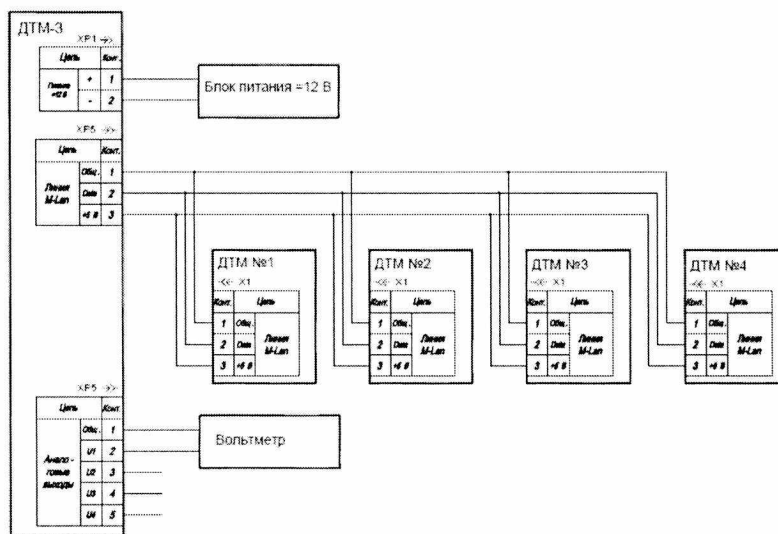 ДТМ-3
XP1
Цепь Конт.
Питание =12 В + 1
- 2
Блок питания =12 В
XP5
Цепь Конт.
Линия M-Lan Общ. 1
Data 2
+5 В 3
ДТМ №1
X1
Конт. Цепь
1 Общ.
2 Data
3 +5 В
Линия M-Lan
ДТМ №2
X1
Конт. Цепь
1 Общ.
2 Data
3 +5 В
Линия M-Lan
ДТМ №3
X1
Конт. Цепь
1 Общ.
2 Data
3 +5 В
Линия M-Lan
ДТМ №4
X1
Конт. Цепь
1 Общ.
2 Data
3 +5 В
Линия M-Lan
XP5
Цепь Конт.
Общ. 1
U1 2
U2 3
U3 4
U4 5
Анало-
говые
выходы
Вольтметр